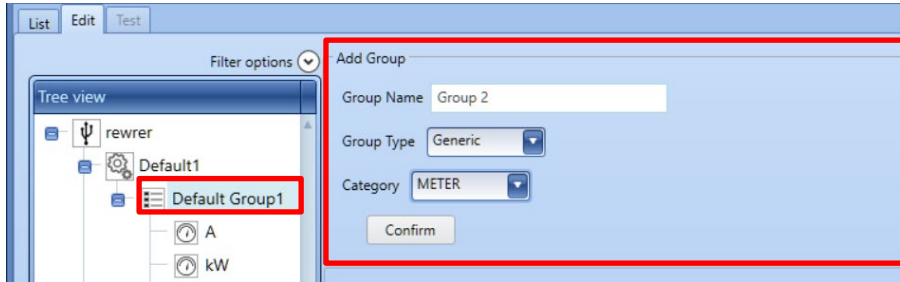 List Edit Test
Filter options
Tree view
rewrer
Default1
Default Group1
A
kW
Add Group
Group Name Group 2
Group Type Generic
Category METER
Confirm